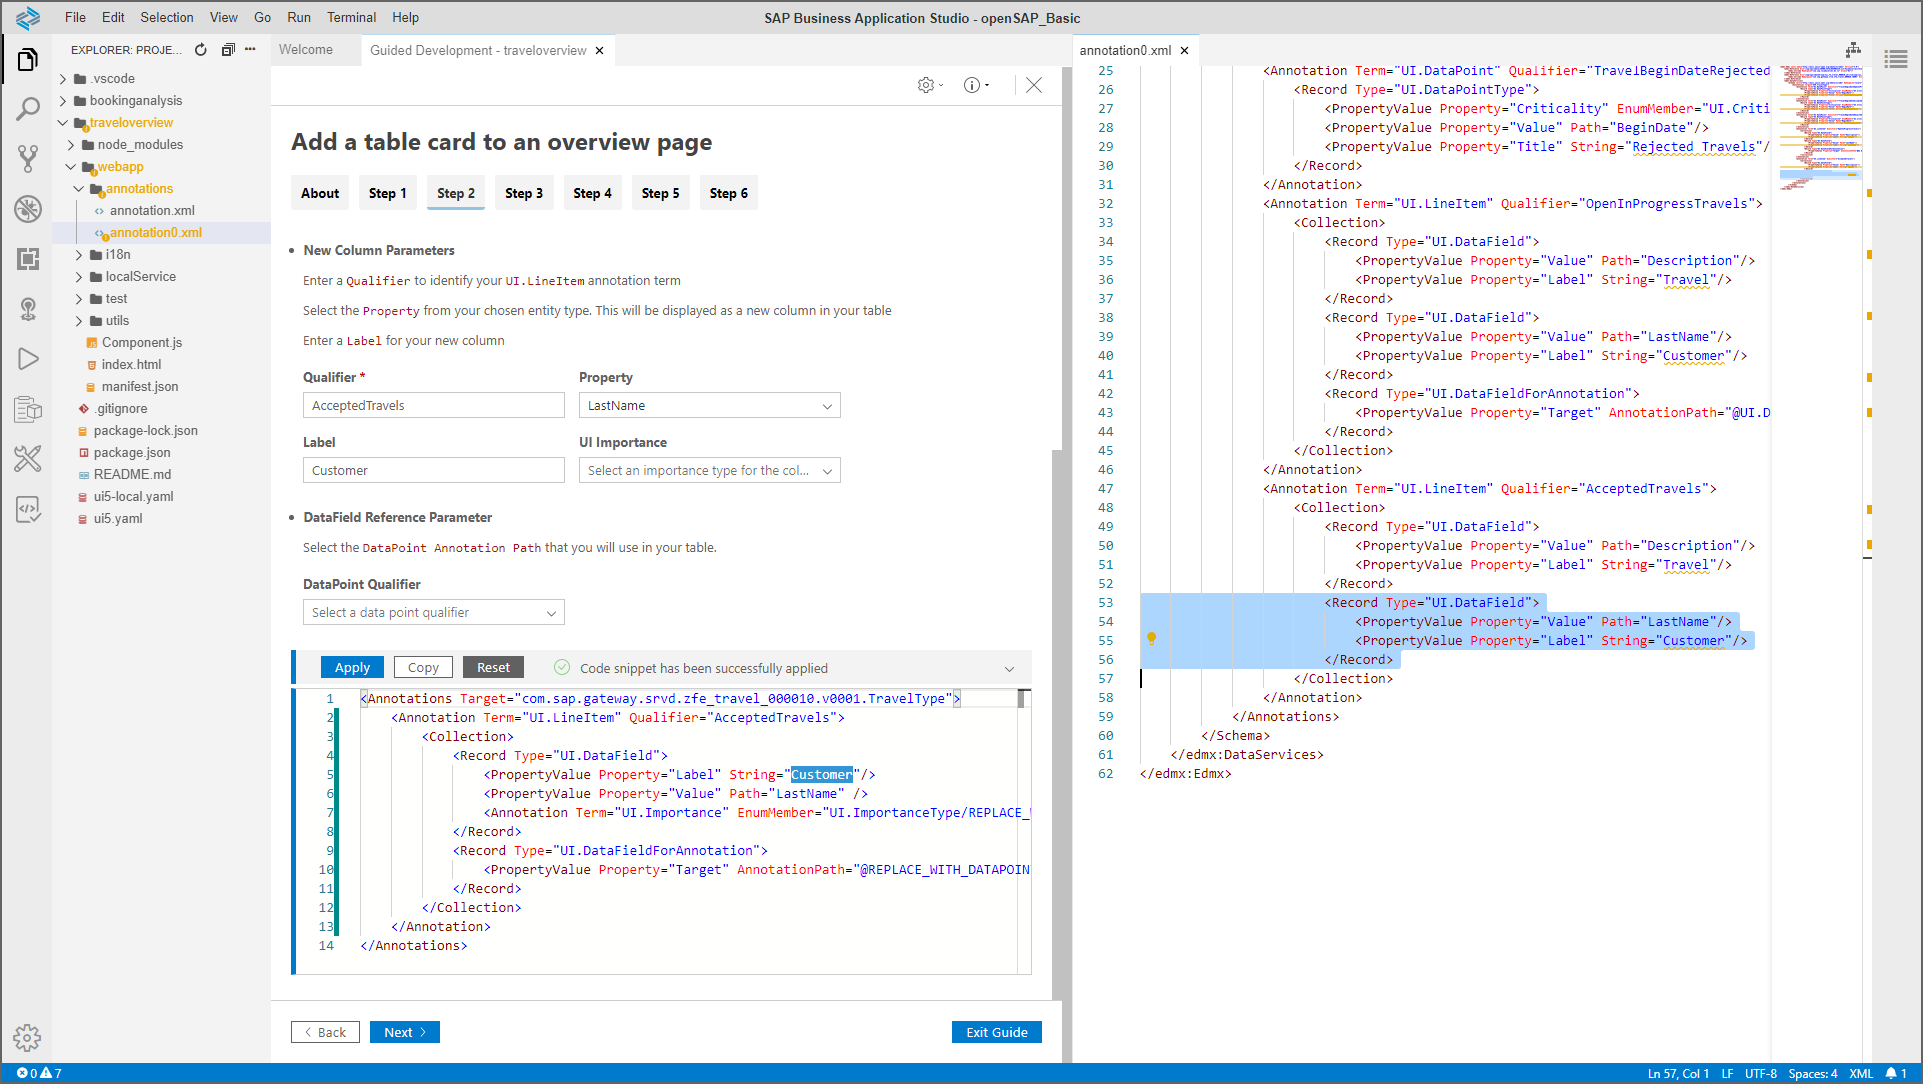 File Edit Selection View Go Run Terminal Help
SAP Business Application Studio - openSAP_Basic
EXPLORER: PROJE...
.vscode
bookinganalysis
traveloverview
node_modules
webapp
annotations
annotation.xml
annotation0.xml
i18n
localService
test
utils
Component.js
index.html
manifest.json
.gitignore
package-lock.json
package.json
README.md
ui5-local.yaml
ui5.yaml
Welcome
Guided Development - traveloverview
Add a table card to an overview page
About Step 1 Step 2 Step 3 Step 4 Step 5 Step 6
New Column Parameters
Enter a Qualifier to identify your UI.LineItem annotation term
Select the Property from your chosen entity type. This will be displayed as a new column in your table
Enter a Label for your new column
Qualifier * Property
AcceptedTravels LastName
Label UI Importance
Customer Select an importance type for the col...
DataField Reference Parameter
Select the DataPoint Annotation Path that you will use in your table.
DataPoint Qualifier
Select a data point qualifier
Apply Copy Reset Code snippet has been successfully applied
1 <Annotations Target="com.sap.gateway.srvd.zfe_travel_000010.v0001.TravelType">
2 <Annotation Term="UI.LineItem" Qualifier="AcceptedTravels">
3 <Collection>
4 <Record Type="UI.DataField">
5 <PropertyValue Property="Label" String="Customer"/>
6 <PropertyValue Property="Value" Path="LastName" />
7 <Annotation Term="UI.Importance" EnumMember="UI.ImportanceType/REPLACE_
8 </Record>
9 <Record Type="UI.DataFieldForAnnotation">
10 <PropertyValue Property="Target" AnnotationPath="@REPLACE_WITH_DATAPOIN
11 </Record>
12 </Collection>
13 </Annotation>
14 </Annotations>
Back Next Exit Guide
annotation0.xml
25 <Annotation Term="UI.DataPoint" Qualifier="TravelBeginDateRejected
26 <Record Type="UI.DataPointType">
27 <PropertyValue Property="Criticality" EnumMember="UI.Criti
28 <PropertyValue Property="Value" Path="BeginDate"/>
29 <PropertyValue Property="Title" String="Rejected Travels"/
30 </Record>
31 </Annotation>
32 <Annotation Term="UI.LineItem" Qualifier="OpenInProgressTravels">
33 <Collection>
34 <Record Type="UI.DataField">
35 <PropertyValue Property="Value" Path="Description"/>
36 <PropertyValue Property="Label" String="Travel"/>
37 </Record>
38 <Record Type="UI.DataField">
39 <PropertyValue Property="Value" Path="LastName"/>
40 <PropertyValue Property="Label" String="Customer"/>
41 </Record>
42 <Record Type="UI.DataFieldForAnnotation">
43 <PropertyValue Property="Target" AnnotationPath="@UI.D
44 </Record>
45 </Collection>
46 </Annotation>
47 <Annotation Term="UI.LineItem" Qualifier="AcceptedTravels">
48 <Collection>
49 <Record Type="UI.DataField">
50 <PropertyValue Property="Value" Path="Description"/>
51 <PropertyValue Property="Label" String="Travel"/>
52 </Record>
53 <Record Type="UI.DataField">
54 <PropertyValue Property="Value" Path="LastName"/>
55 <PropertyValue Property="Label" String="Customer"/>
56 </Record>
57 </Collection>
58 </Annotation>
59 </Annotations>
60 </Schema>
61 </edmx:DataServices>
62 </edmx:Edmx>
0 7
Ln 57, Col 1 LF UTF-8 Spaces: 4 XML 1